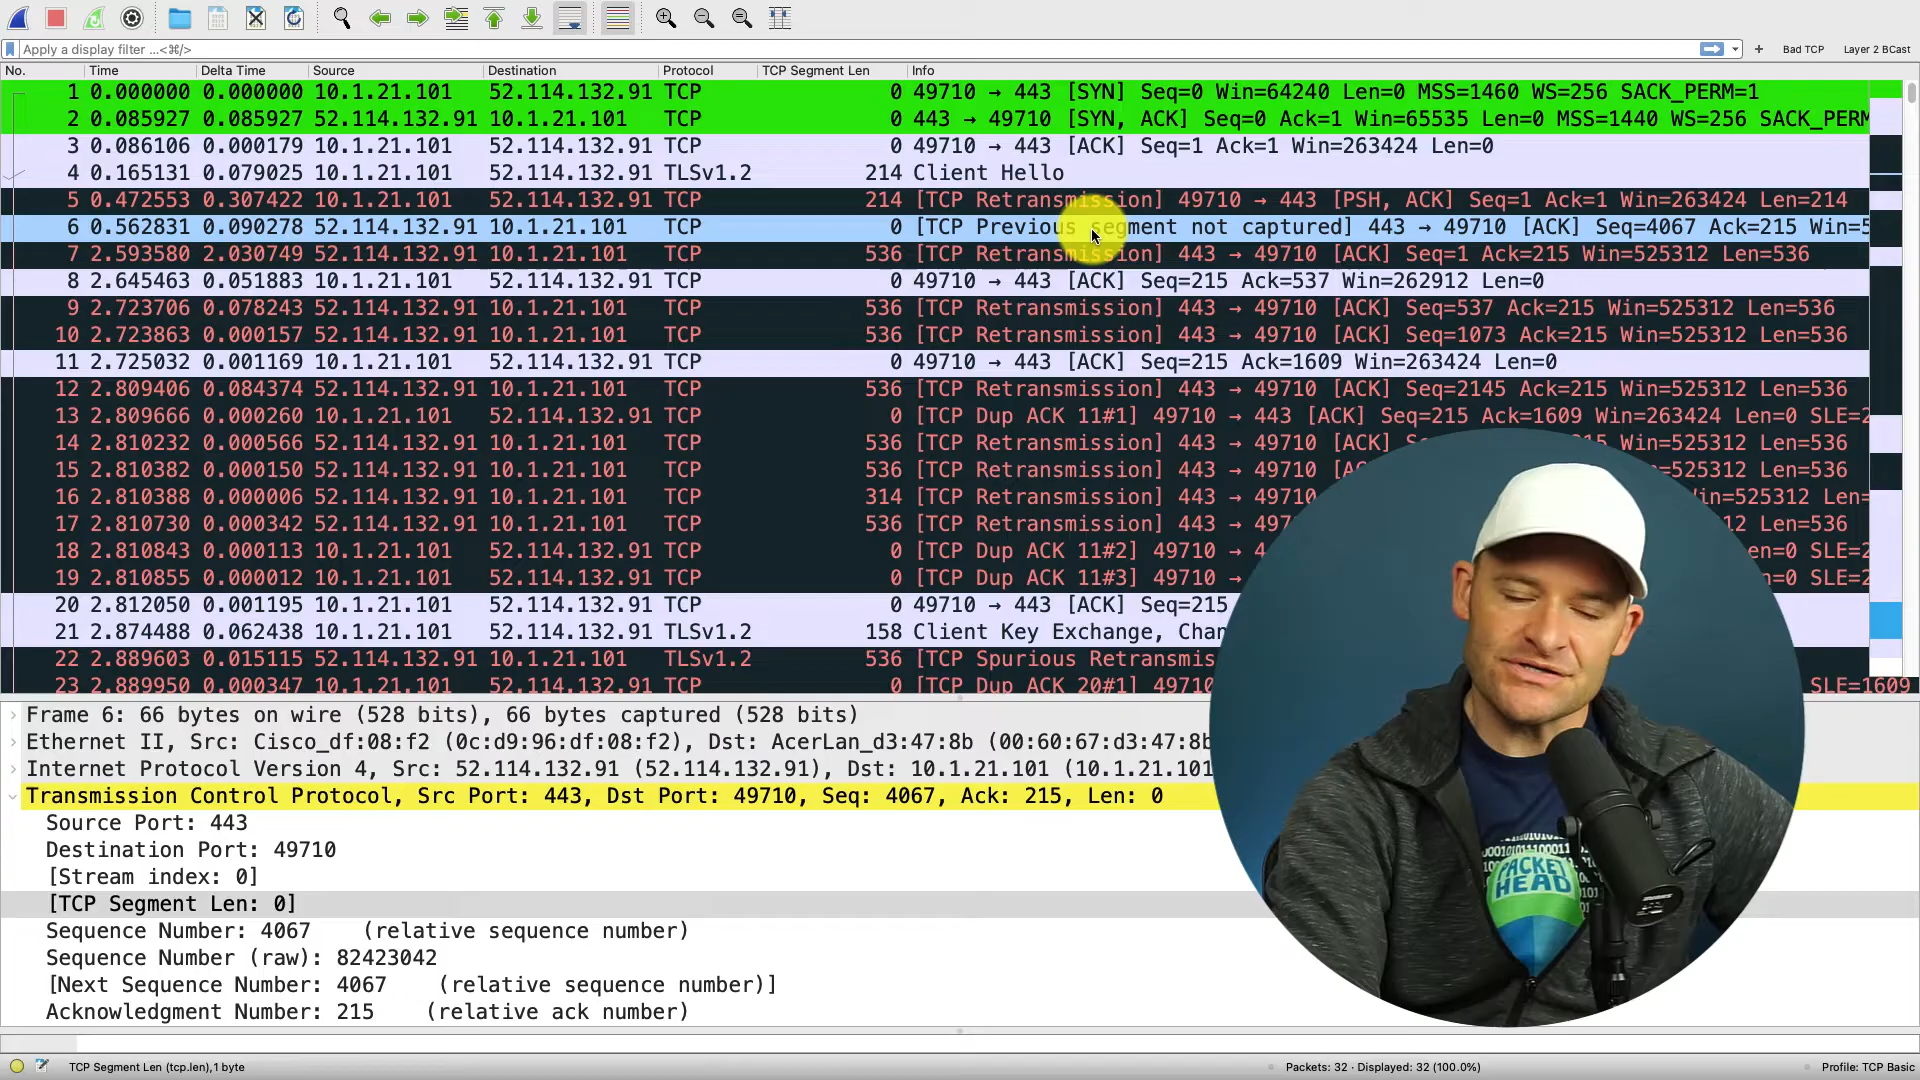 Apply a display filter ...<⌘/>
+ Bad TCP Layer 2 BCast
No. Time Delta Time Source Destination Protocol TCP Segment Len Info
1 0.000000 0.000000 10.1.21.101 52.114.132.91 TCP 0 49710 → 443 [SYN] Seq=0 Win=64240 Len=0 MSS=1460 WS=256 SACK_PERM=1
2 0.085927 0.085927 52.114.132.91 10.1.21.101 TCP 0 443 → 49710 [SYN, ACK] Seq=0 Ack=1 Win=65535 Len=0 MSS=1440 WS=256 SACK_PERM
3 0.086106 0.000179 10.1.21.101 52.114.132.91 TCP 0 49710 → 443 [ACK] Seq=1 Ack=1 Win=263424 Len=0
4 0.165131 0.079025 10.1.21.101 52.114.132.91 TLSv1.2 214 Client Hello
5 0.472553 0.307422 10.1.21.101 52.114.132.91 TCP 214 [TCP Retransmission] 49710 → 443 [PSH, ACK] Seq=1 Ack=1 Win=263424 Len=214
6 0.562831 0.090278 52.114.132.91 10.1.21.101 TCP 0 [TCP Previous segment not captured] 443 → 49710 [ACK] Seq=4067 Ack=215 Win=5
7 2.593580 2.030749 52.114.132.91 10.1.21.101 TCP 536 [TCP Retransmission] 443 → 49710 [ACK] Seq=1 Ack=215 Win=525312 Len=536
8 2.645463 0.051883 10.1.21.101 52.114.132.91 TCP 0 49710 → 443 [ACK] Seq=215 Ack=537 Win=262912 Len=0
9 2.723706 0.078243 52.114.132.91 10.1.21.101 TCP 536 [TCP Retransmission] 443 → 49710 [ACK] Seq=537 Ack=215 Win=525312 Len=536
10 2.723863 0.000157 52.114.132.91 10.1.21.101 TCP 536 [TCP Retransmission] 443 → 49710 [ACK] Seq=1073 Ack=215 Win=525312 Len=536
11 2.725032 0.001169 10.1.21.101 52.114.132.91 TCP 0 49710 → 443 [ACK] Seq=215 Ack=1609 Win=263424 Len=0
12 2.809406 0.084374 52.114.132.91 10.1.21.101 TCP 536 [TCP Retransmission] 443 → 49710 [ACK] Seq=2145 Ack=215 Win=525312 Len=536
13 2.809666 0.000260 10.1.21.101 52.114.132.91 TCP 0 [TCP Dup ACK 11#1] 49710 → 443 [ACK] Seq=215 Ack=1609 Win=263424 Len=0 SLE=2
14 2.810232 0.000566 52.114.132.91 10.1.21.101 TCP 536 [TCP Retransmission] 443 → 49710 [ACK] Win=525312 Len=536
15 2.810382 0.000150 52.114.132.91 10.1.21.101 TCP 536 [TCP Retransmission] 443 → 49710 Win=525312 Len=536
16 2.810388 0.000006 52.114.132.91 10.1.21.101 TCP 314 [TCP Retransmission] 443 → 49710 in=525312 Len=
17 2.810730 0.000342 52.114.132.91 10.1.21.101 TCP 536 [TCP Retransmission] 443 → 497 Len=536
18 2.810843 0.000113 10.1.21.101 52.114.132.91 TCP 0 [TCP Dup ACK 11#2] 49710 → en=0 SLE=2
19 2.810855 0.000012 10.1.21.101 52.114.132.91 TCP 0 [TCP Dup ACK 11#3] 49710 → =0 SLE=2
20 2.812050 0.001195 10.1.21.101 52.114.132.91 TCP 0 49710 → 443 [ACK] Seq=215
21 2.874488 0.062438 10.1.21.101 52.114.132.91 TLSv1.2 158 Client Key Exchange, Chan
22 2.889603 0.015115 52.114.132.91 10.1.21.101 TLSv1.2 536 [TCP Spurious Retransmis
23 2.889950 0.000347 10.1.21.101 52.114.132.91 TCP 0 [TCP Dup ACK 20#1] 49710 SLE=1609
Frame 6: 66 bytes on wire (528 bits), 66 bytes captured (528 bits)
Ethernet II, Src: Cisco_df:08:f2 (0c:d9:96:df:08:f2), Dst: AcerLan_d3:47:8b (00:60:67:d3:47:8b
Internet Protocol Version 4, Src: 52.114.132.91 (52.114.132.91), Dst: 10.1.21.101 (10.1.21.101
Transmission Control Protocol, Src Port: 443, Dst Port: 49710, Seq: 4067, Ack: 215, Len: 0
Source Port: 443
Destination Port: 49710
[Stream index: 0]
[TCP Segment Len: 0]
Sequence Number: 4067 (relative sequence number)
Sequence Number (raw): 82423042
[Next Sequence Number: 4067 (relative sequence number)]
Acknowledgment Number: 215 (relative ack number)
PACKET
HEAD
TCP Segment Len (tcp.len), 1 byte
Packets: 32 · Displayed: 32 (100.0%)
Profile: TCP Basic